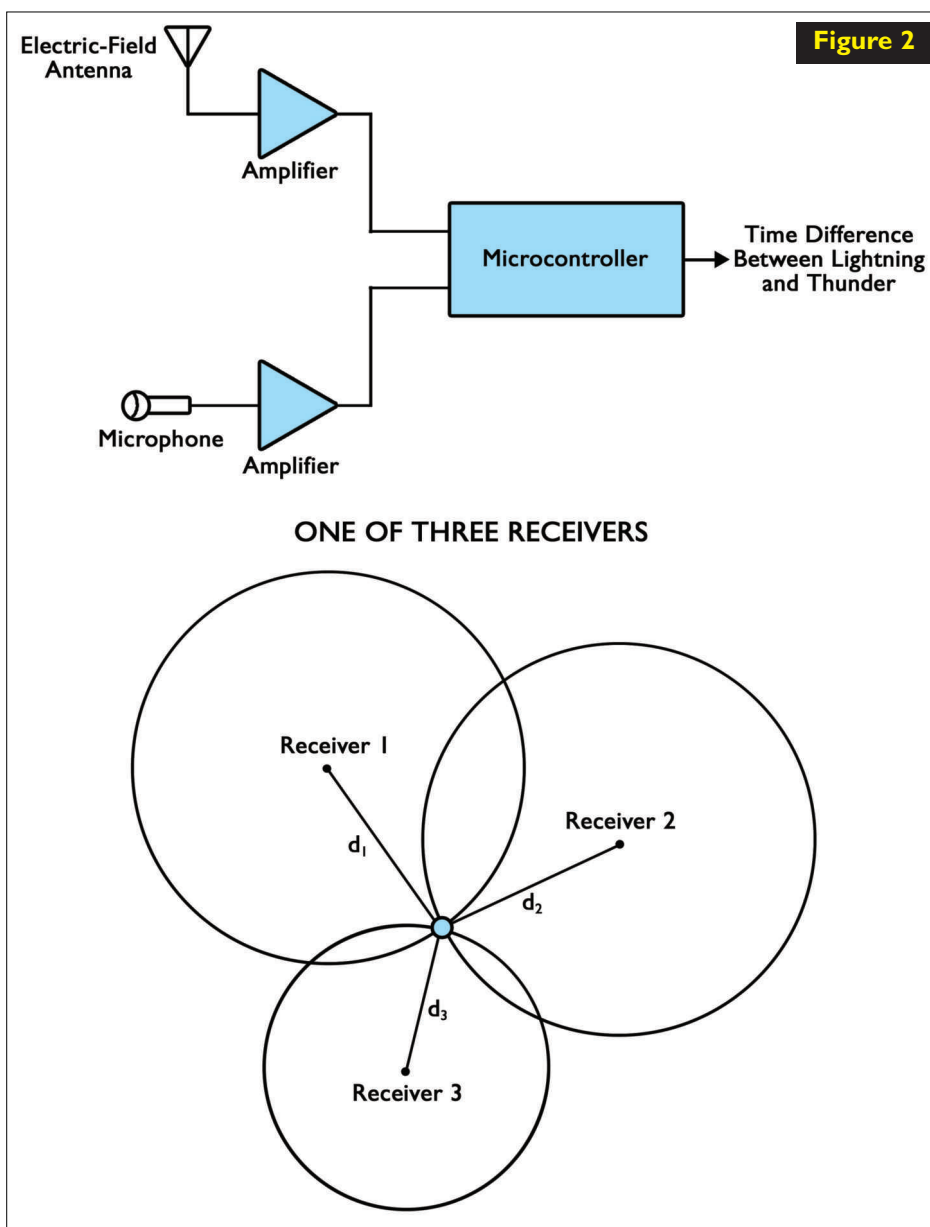 Figure 2
Electric-Field
Antenna
Amplifier
Microcontroller
Time Difference
Between Lightning
and Thunder
Microphone
Amplifier
ONE OF THREE RECEIVERS
Receiver 1
d₁
Receiver 2
d₂
d₃
Receiver 3